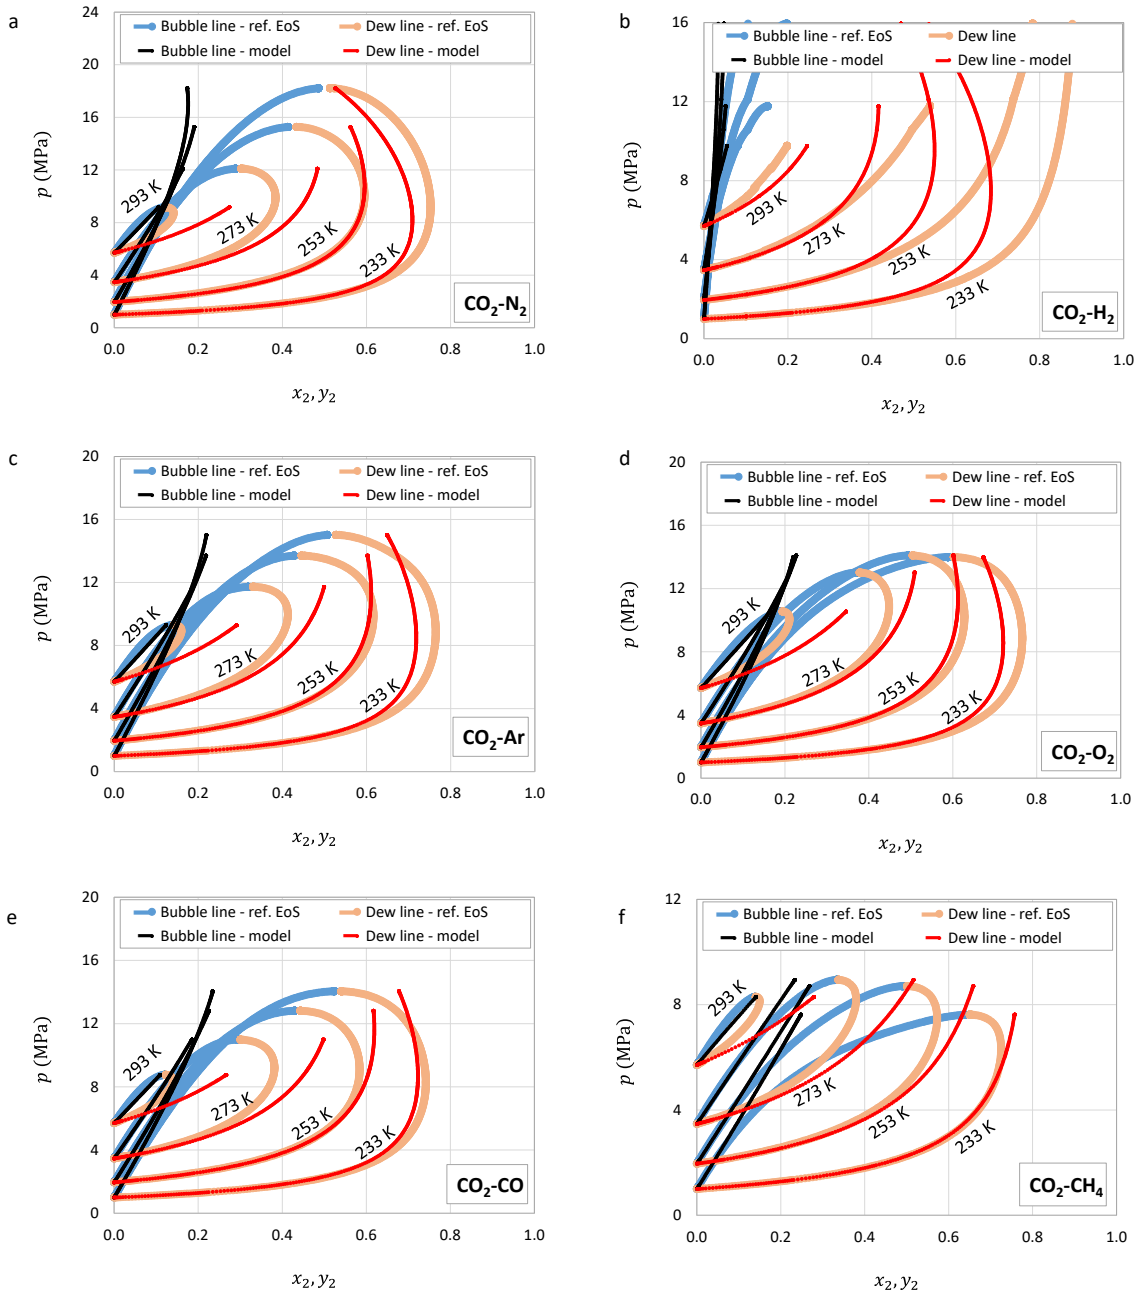 a
24
20
16
12
8
4
0
p (MPa)
Bubble line - ref. EoS
Dew line - ref. EoS
Bubble line - model
Dew line - model
293 K
273 K
253 K
233 K
CO₂-N₂
0.0 0.2 0.4 0.6 0.8 1.0
x₂, y₂
b
16
12
8
4
0
p (MPa)
Bubble line - ref. EoS
Dew line
Bubble line - model
Dew line - model
293 K
273 K
253 K
233 K
CO₂-H₂
0.0 0.2 0.4 0.6 0.8 1.0
x₂, y₂
c
20
16
12
8
4
0
p (MPa)
Bubble line - ref. EoS
Dew line - ref. EoS
Bubble line - model
Dew line - model
293 K
273 K
253 K
233 K
CO₂-Ar
0.0 0.2 0.4 0.6 0.8 1.0
x₂, y₂
d
20
16
12
8
4
0
p (MPa)
Bubble line - ref. EoS
Dew line - ref. EoS
Bubble line - model
Dew line - model
293 K
273 K
253 K
233 K
CO₂-O₂
0.0 0.2 0.4 0.6 0.8 1.0
x₂, y₂
e
20
16
12
8
4
0
p (MPa)
Bubble line - ref. EoS
Dew line - ref. EoS
Bubble line - model
Dew line - model
293 K
273 K
253 K
233 K
CO₂-CO
0.0 0.2 0.4 0.6 0.8 1.0
x₂, y₂
f
12
8
4
0
p (MPa)
Bubble line - ref. EoS
Dew line - ref. EoS
Bubble line - model
Dew line - model
293 K
273 K
253 K
233 K
CO₂-CH₄
0.0 0.2 0.4 0.6 0.8 1.0
x₂, y₂